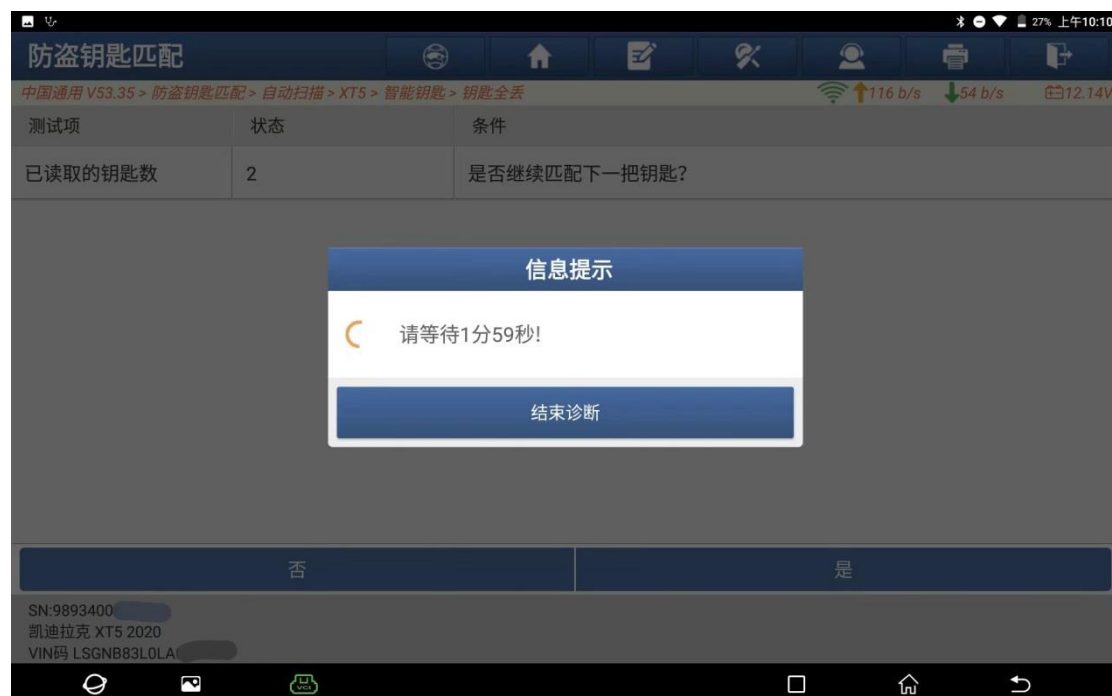 27% 上午10:10
防盗钥匙匹配
中国通用 V53.35 > 防盗钥匙匹配 > 自动扫描 > XT5 > 智能钥匙 > 钥匙全丢 116 b/s 54 b/s 12.14V
测试项 状态 条件
已读取的钥匙数 2 是否继续匹配下一把钥匙?
信息提示
请等待1分59秒!
结束诊断
否 是
SN:9893400
凯迪拉克 XT5 2020
VIN码 LSGNB83L0LA
VCI